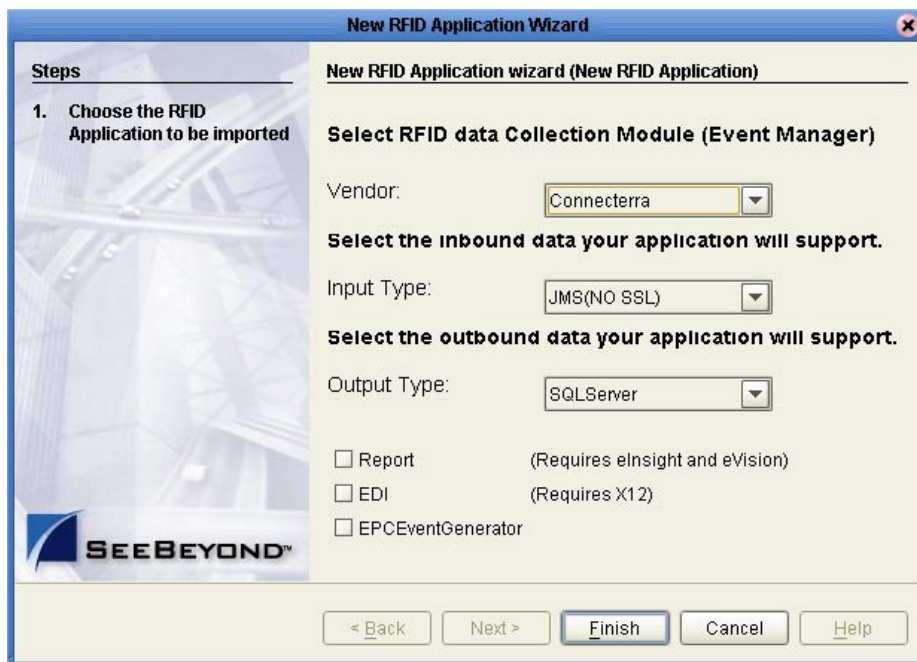 New RFID Application Wizard
Steps
1. Choose the RFID
Application to be imported
New RFID Application wizard (New RFID Application)
Select RFID data Collection Module (Event Manager)
Vendor:
Connecterra
Select the inbound data your application will support.
Input Type:
JMS(NO SSL)
Select the outbound data your application will support.
Output Type:
SQLServer
Report (Requires eInsight and eVision)
EDI (Requires X12)
EPCEventGenerator
SEEBEYOND™
< Back Next > Finish Cancel Help